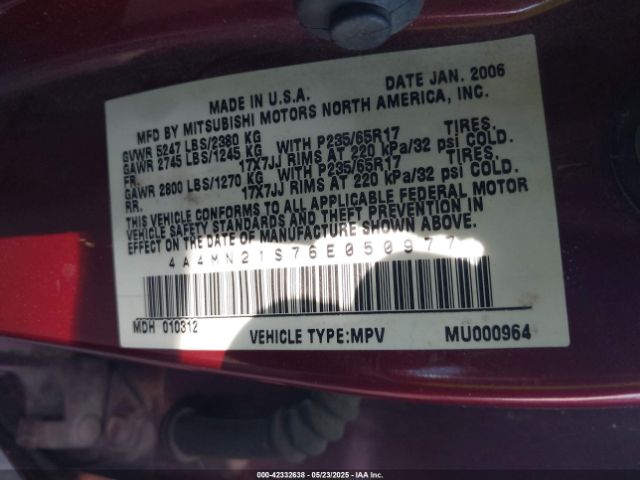 MADE IN U.S.A. DATE JAN. 2006
MFD BY MITSUBISHI MOTORS NORTH AMERICA, INC.
GVWR 5247 LBS/2380 KG TIRES,
GAWR 2745 LBS/1245 KG WITH P235/65R17
FR. 17X7JJ RIMS AT 220 kPa/32 psi COLD.
GAWR 2800 LBS/1270 KG WITH P235/65R17 TIRES,
RR. 17X7JJ RIMS AT 220 kPa/32 psi COLD.
THIS VEHICLE CONFORMS TO ALL APPLICABLE FEDERAL MOTOR
VEHICLE SAFETY STANDARDS AND THEFT PREVENTION IN
EFFECT ON THE DATE OF MANUFACTURE SHOWN ABOVE.
4A4MN21S76E050977
MDH 010312 VEHICLE TYPE:MPV MU000964
000-42332638 - 05/23/2025 - IAAI.COM